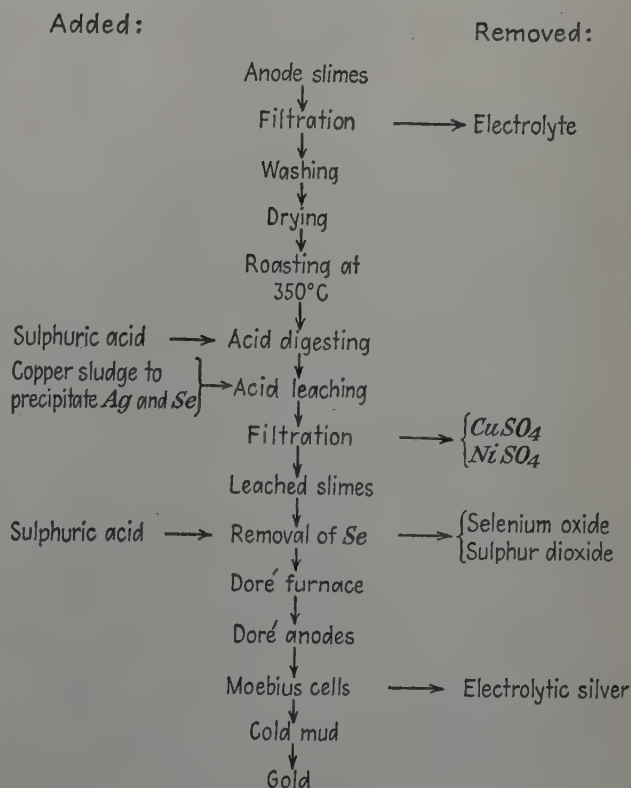 Added:
Removed:
Anode slimes
Filtration
Electrolyte
Washing
Drying
Roasting at
350°C
Sulphuric acid
Acid digesting
Copper sludge to
precipitate Ag and Se
Acid leaching
Filtration
CuSO4
NiSO4
Leached slimes
Sulphuric acid
Removal of Se
Selenium oxide
Sulphur dioxide
Doré furnace
Doré anodes
Moebius cells
Electrolytic silver
Cold mud
Gold